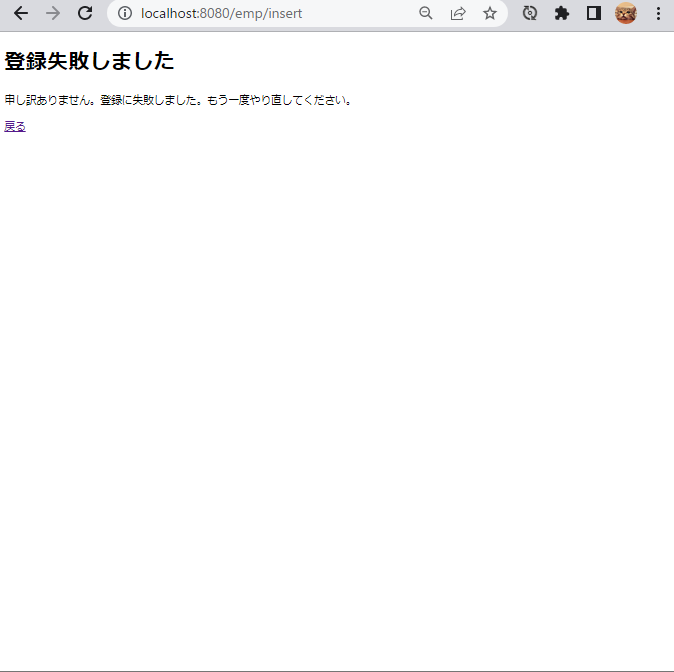 localhost:8080/emp/insert
登録失敗しました
申し訳ありません。登録に失敗しました。もう一度やり直してください。
戻る